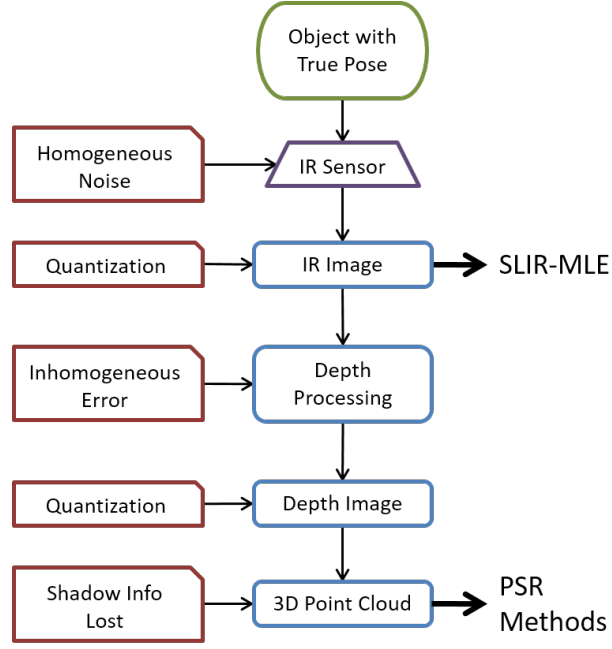 Object with
True Pose
Homogeneous
Noise
IR Sensor
Quantization
IR Image
SLIR-MLE
Inhomogeneous
Error
Depth
Processing
Quantization
Depth Image
Shadow Info
Lost
3D Point Cloud
PSR
Methods